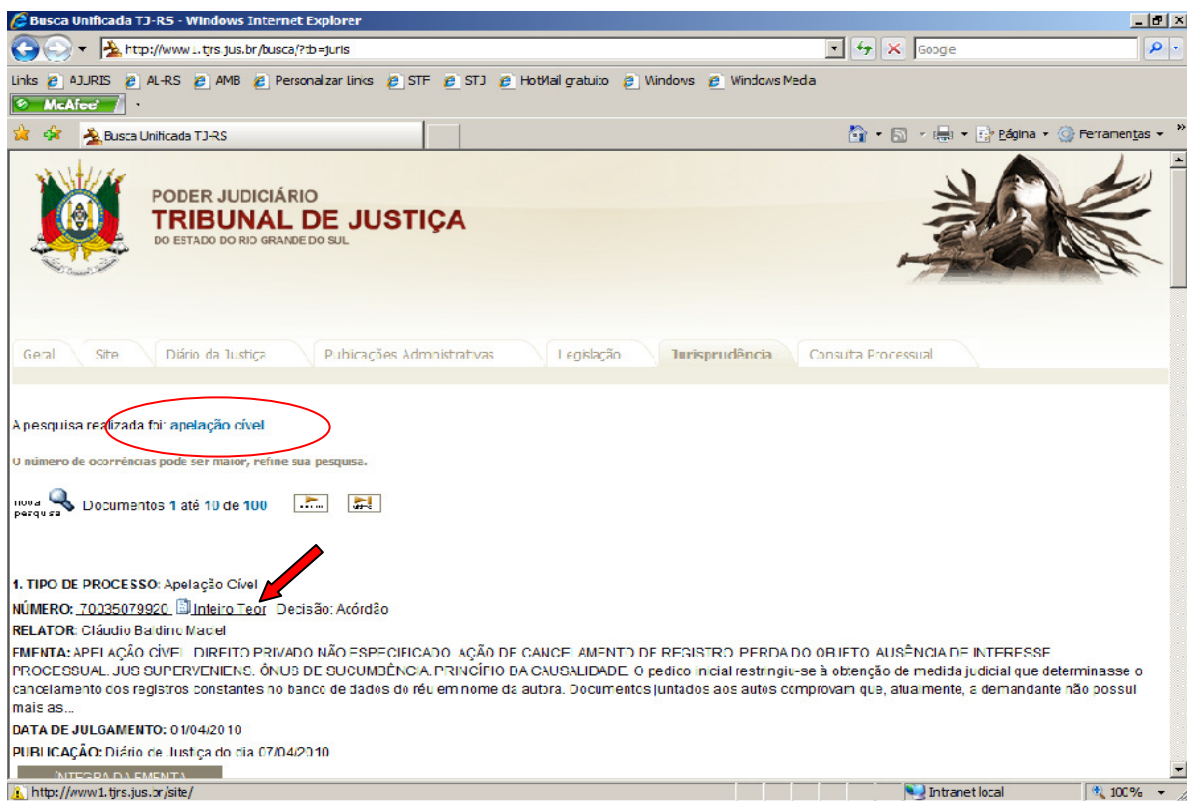 Busca Unificada TJ-RS - Windows Internet Explorer
http://www1.tjrs.jus.br/busca/?tb=juris
Google
Links AJURIS AL-RS AMB Personalizar links STF STJ HotMail gratuito Windows Windows Media
McAfee
Busca Unificada TJ-RS
Página Ferramentas
PODER JUDICIÁRIO
TRIBUNAL DE JUSTIÇA
DO ESTADO DO RIO GRANDE DO SUL
Geral Site Diário da Justiça Publicações Administrativas Legislação Jurisprudência Consulta Processual
A pesquisa realizada foi: apelação cível
O número de ocorrências pode ser maior, refine sua pesquisa.
nova
pesquisa
Documentos 1 até 10 de 100
1. TIPO DE PROCESSO: Apelação Cível
NÚMERO: 70035079920 Inteiro Teor Decisão: Acórdão
RELATOR: Cláudio Baldino Maciel
EMENTA: APELAÇÃO CÍVEL. DIREITO PRIVADO NÃO ESPECIFICADO. AÇÃO DE CANCELAMENTO DE REGISTRO. PERDA DO OBJETO. AUSÊNCIA DE INTERESSE
PROCESSUAL. JUS SUPERVENIENS. ÔNUS DE SUCUMBÊNCIA. PRINCÍPIO DA CAUSALIDADE. O pedido inicial restringiu-se à obtenção de medida judicial que determinasse o
cancelamento dos registros constantes no banco de dados do réu em nome da autora. Documentos juntados aos autos comprovam que, atualmente, a demandante não possui
mais as...
DATA DE JULGAMENTO: 01/04/2010
PUBLICAÇÃO: Diário de Justiça do dia 07/04/2010
ÍNTEGRA DA EMENTA
http://www1.tjrs.jus.br/site/
Intranet local
100%